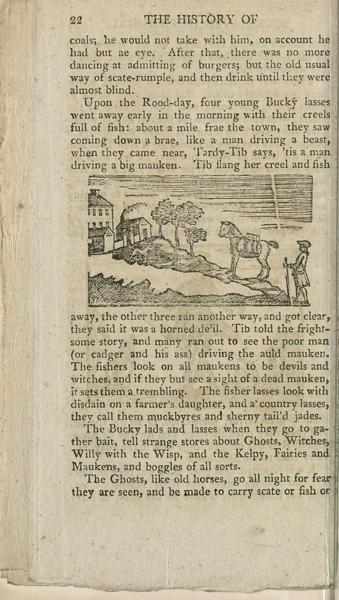 22 THE HISTORY OF
coals; he would not take with him, on account he
had but ae eye. After that, there was no more
dancing at admitting of burgers; but the old usual
way of scate-rumple, and then drink until they were
almost blind.
Upon the Rood-day, four young Bucky lasses
went away early in the morning with their creels
full of fish: about a mile frae the town, they saw
coming down a brae, like a man driving a beast,
when they came near, Tardy-Tib says, 'tis a man
driving a big mauken. Tib flang her creel and fish
away, the other three ran another way, and got clear,
they said it was a horned de'il. Tib told the fright-
some story, and many ran out to see the poor man
(or cadger and his ass) driving the auld mauken.
The fishers look on all maukens to be devils and
witches, and if they but see a sight of a dead mauken,
it sets them a trembling. The fisher lasses look with
disdain on a farmer's daughter, and a' country lasses,
they call them muckbyres and sherny tail'd jades.
The Bucky lads and lasses when they go to ga-
ther bait, tell strange stores about Ghosts, Witches,
Willy with the Wisp, and the Kelpy, Fairies and
Maukens, and boggles of all sorts.
The Ghosts, like old horses, go all night for fear
they are seen, and be made to carry scate or fish or